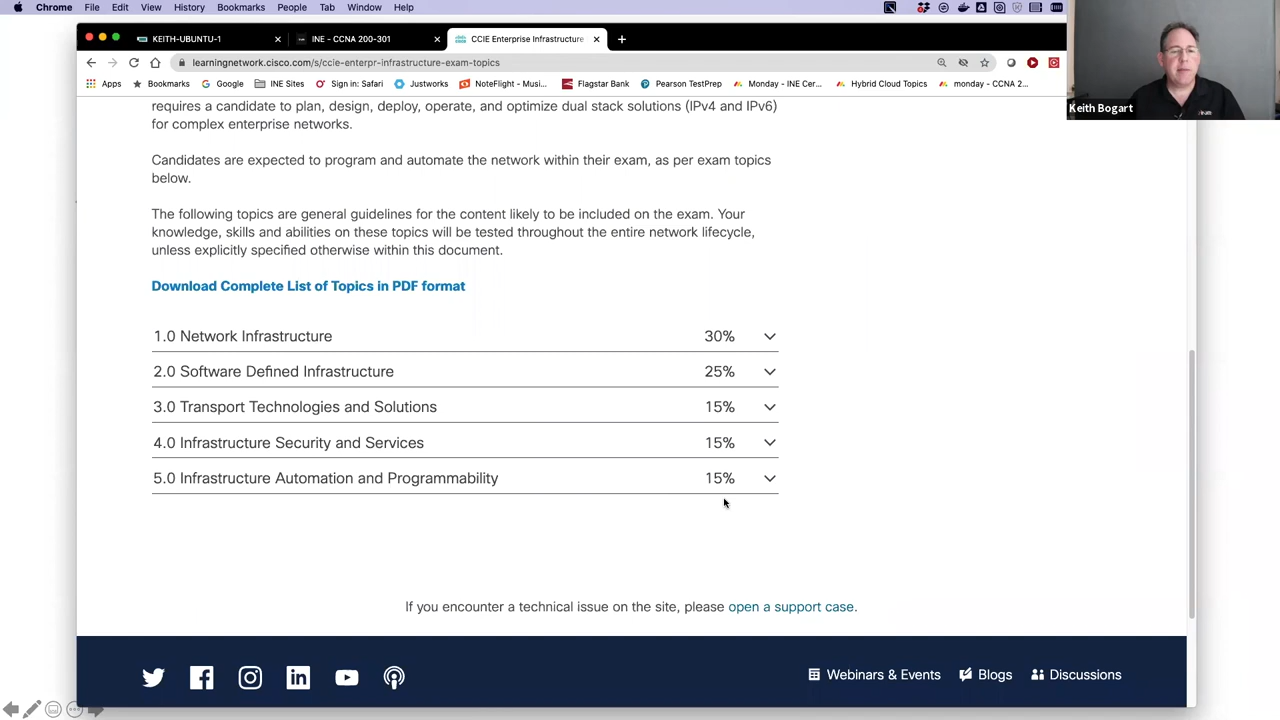 Chrome File Edit View History Bookmarks People Tab Window Help
KEITH-UBUNTU-1
INE - CCNA 200-301
CCIE Enterprise Infrastructure
learningnetwork.cisco.com/s/ccie-enterpr-infrastructure-exam-topics
Apps Bookmarks Google INE Sites Sign in: Safari Justworks NoteFlight - Musi... Flagstar Bank Pearson TestPrep Monday - INE Cer... Hybrid Cloud Topics monday - CCNA 2...
Keith Bogart
requires a candidate to plan, design, deploy, operate, and optimize dual stack solutions (IPv4 and IPv6)
for complex enterprise networks.
Candidates are expected to program and automate the network within their exam, as per exam topics
below.
The following topics are general guidelines for the content likely to be included on the exam. Your
knowledge, skills and abilities on these topics will be tested throughout the entire network lifecycle,
unless explicitly specified otherwise within this document.
Download Complete List of Topics in PDF format
1.0 Network Infrastructure 30%
2.0 Software Defined Infrastructure 25%
3.0 Transport Technologies and Solutions 15%
4.0 Infrastructure Security and Services 15%
5.0 Infrastructure Automation and Programmability 15%
If you encounter a technical issue on the site, please open a support case.
Webinars & Events Blogs Discussions